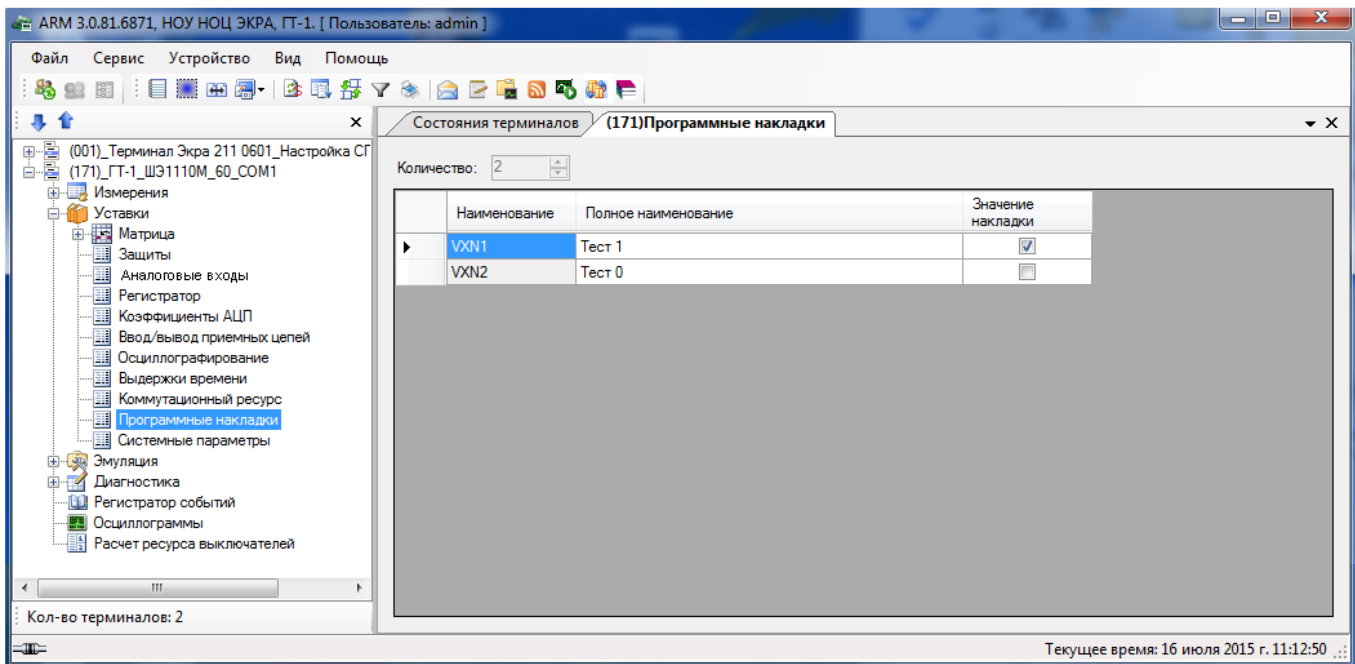 ARM 3.0.81.6871, НОУ НОЦ ЭКРА, ГТ-1. [ Пользователь: admin ]
Файл Сервис Устройство Вид Помощь
Состояния терминалов (171)Программные накладки
(001)_Терминал Экра 211 0601_Настройка СГ
(171)_ГТ-1_ШЭ1110М_60_COM1
Измерения
Уставки
Матрица
Защиты
Аналоговые входы
Регистратор
Коэффициенты АЦП
Ввод/вывод приемных цепей
Осциллографирование
Выдержки времени
Коммутационный ресурс
Программные накладки
Системные параметры
Эмуляция
Диагностика
Регистратор событий
Осциллограммы
Расчет ресурса выключателей
Кол-во терминалов: 2
Количество: 2
Наименование Полное наименование Значение
накладки
VXN1 Тест 1
VXN2 Тест 0
Текущее время: 16 июля 2015 г. 11:12:50